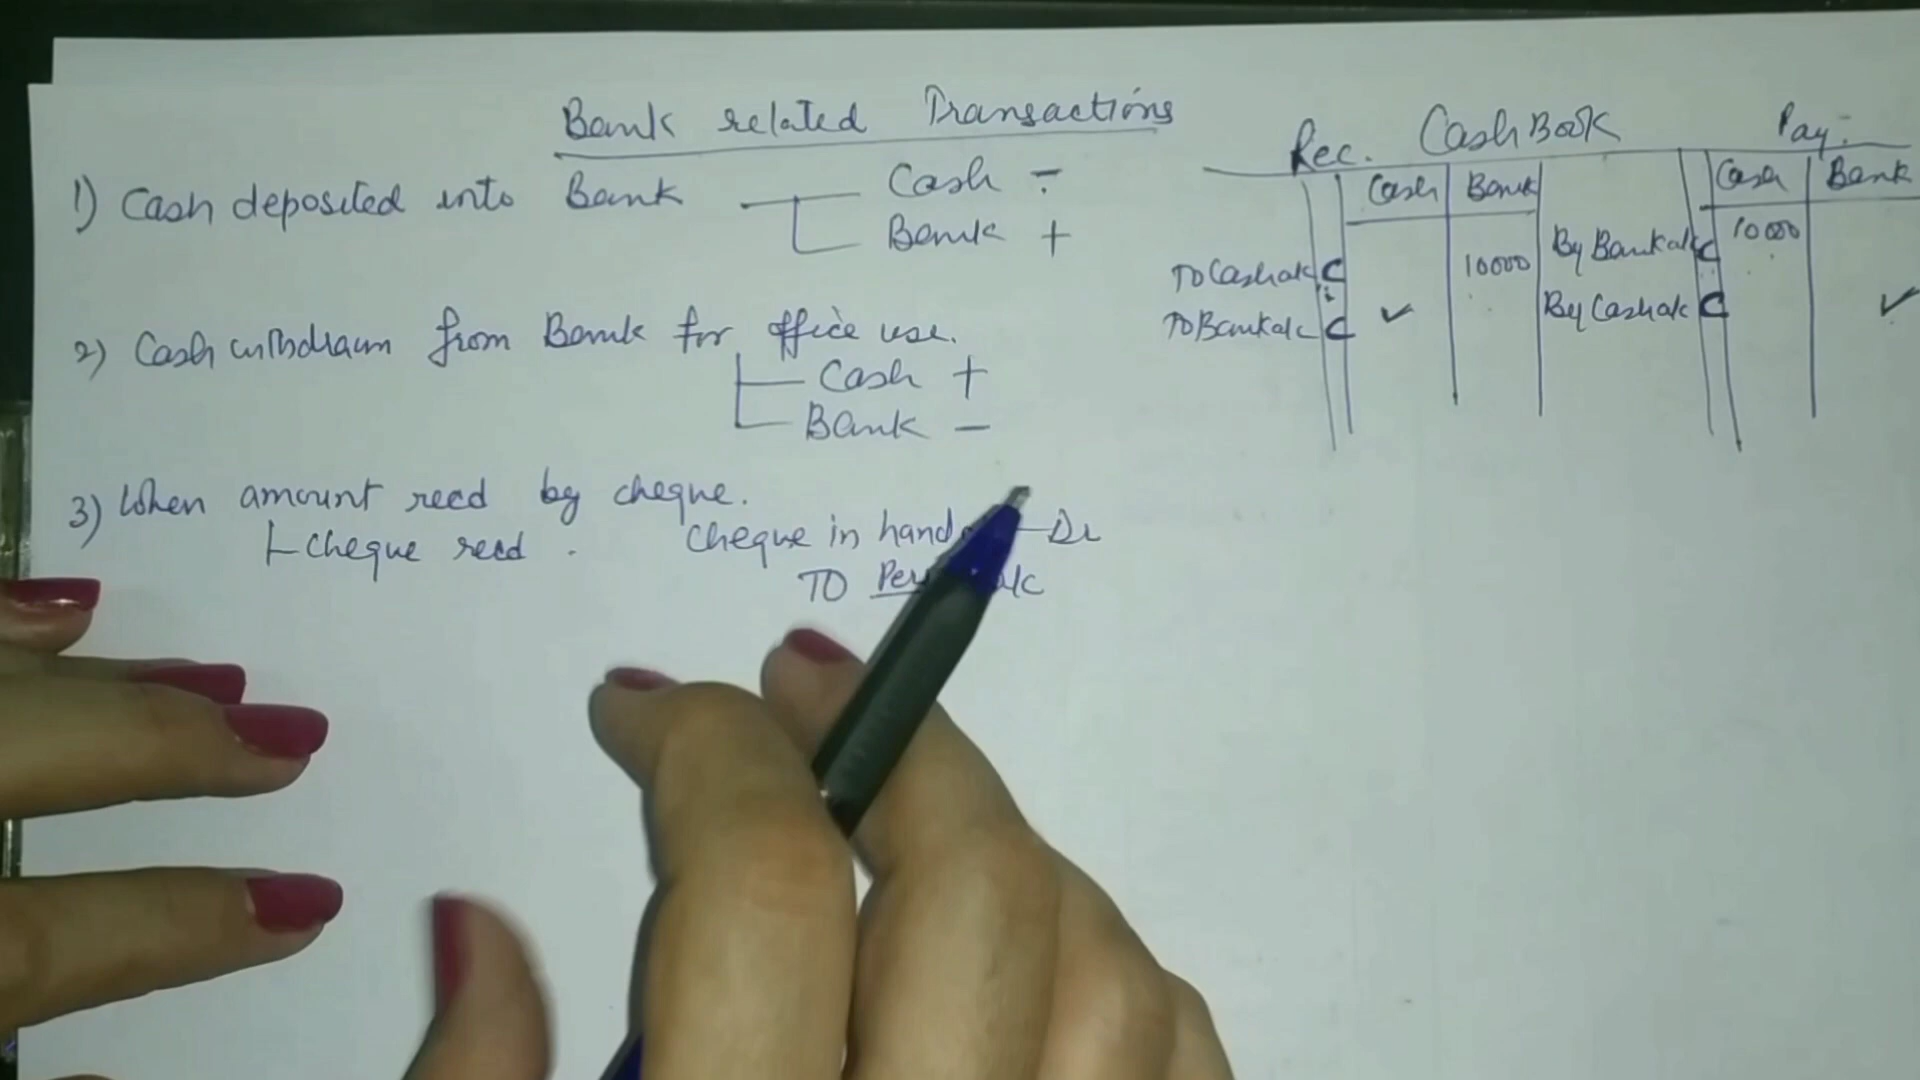 Bank related Transactions
1) Cash deposited into Bank
Cash -
Bank +
2) Cash withdrawn from Bank for office use.
Cash +
Bank -
3) When amount recd by cheque.
cheque recd. Cheque in hand Dr
TO a/c
Rec. Cash Book Pay.
Cash Bank Cash Bank
To Cash a/c C 10000 By Bank a/c C 10000
To Bank a/c C ✓ By Cash a/c C ✓